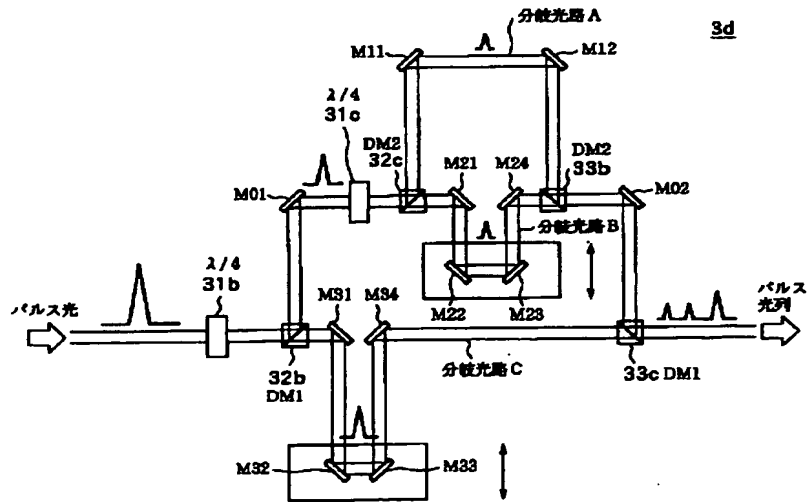 分岐光路A
3d
M11
M12
λ/4
31c
DM2
32c
M21
M24
DM2
33b
M01
M02
分岐光路B
λ/4
31b
M31
M34
M22
M23
パルス光
パルス
光列
32b
DM1
分岐光路C
33c DM1
M32
M33